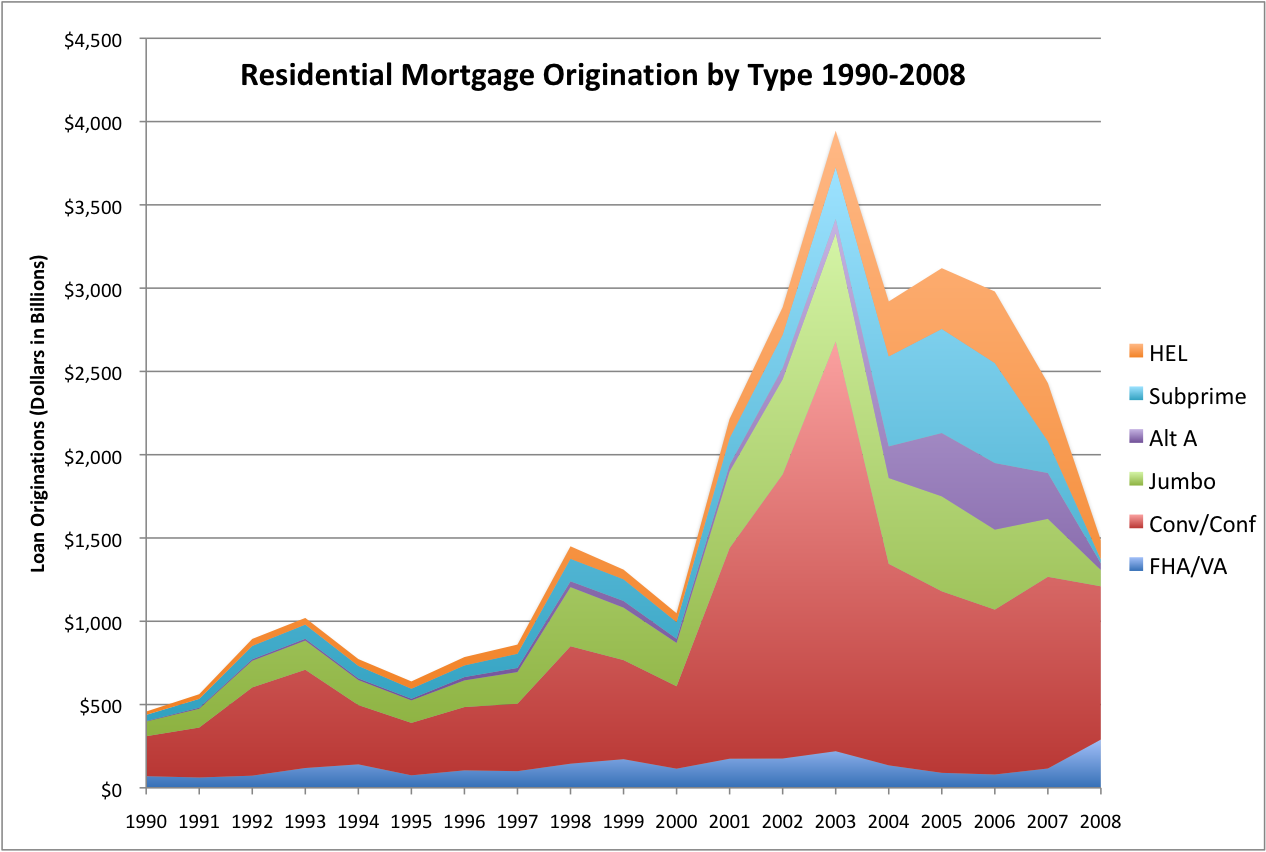 Residential Mortgage Origination by Type 1990-2008
$4,500
$4,000
$3,500
$3,000
$2,500
$2,000
$1,500
$1,000
$500
$0
Loan Originations (Dollars in Billions)
1990 1991 1992 1993 1994 1995 1996 1997 1998 1999 2000 2001 2002 2003 2004 2005 2006 2007 2008
HEL
Subprime
Alt A
Jumbo
Conv/Conf
FHA/VA